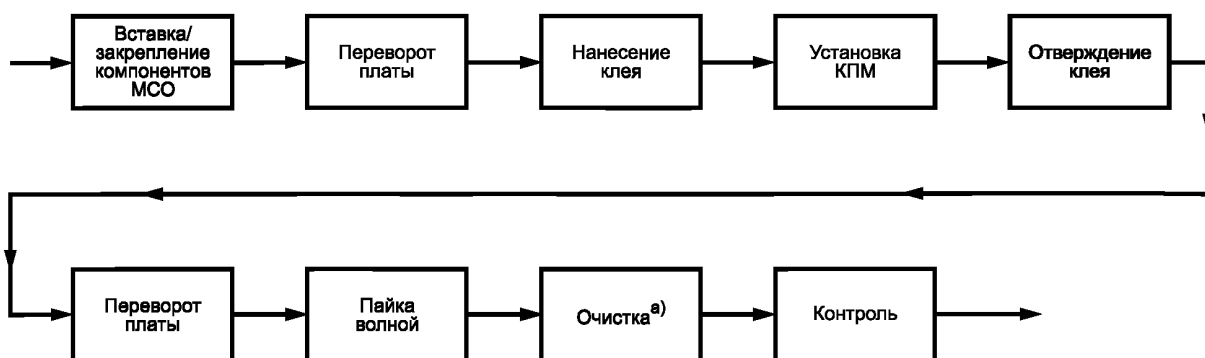 Вставка/
закрепление
компонентов
МСО
Переворот
платы
Нанесение
клея
Установка
КПМ
Отверждение
клея
Переворот
платы
Пайка
волной
Очистка а)
Контроль